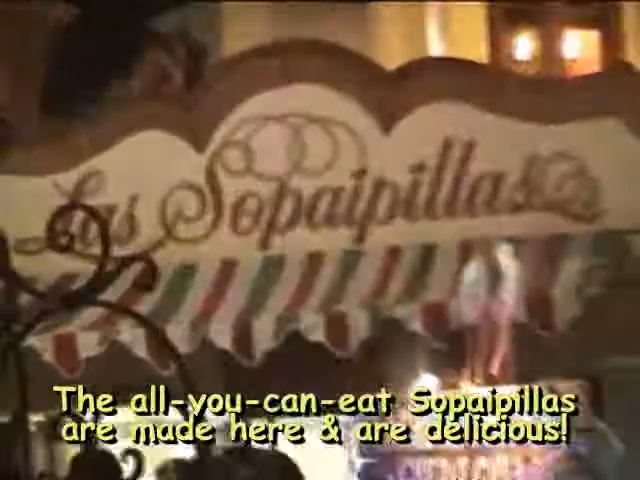 Las Sopaipillas
The all-you-can-eat Sopaipillas
are made here & are delicious!